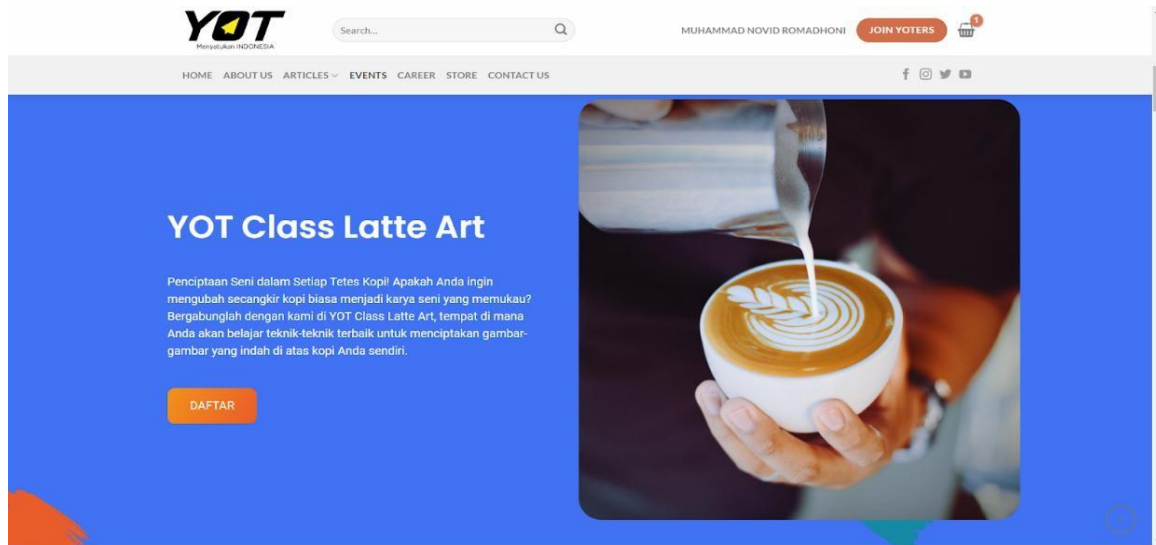 YOT
Menyatukan INDONESIA
Search...
MUHAMMAD NOVID ROMADHONI
JOIN YOTERS
1
HOME ABOUT US ARTICLES EVENTS CAREER STORE CONTACT US
YOT Class Latte Art
Penciptaan Seni dalam Setiap Tetes Kopi! Apakah Anda ingin
mengubah secangkir kopi biasa menjadi karya seni yang memukau?
Bergabunglah dengan kami di YOT Class Latte Art, tempat di mana
Anda akan belajar teknik-teknik terbaik untuk menciptakan gambar-
gambar yang indah di atas kopi Anda sendiri.
DAFTAR